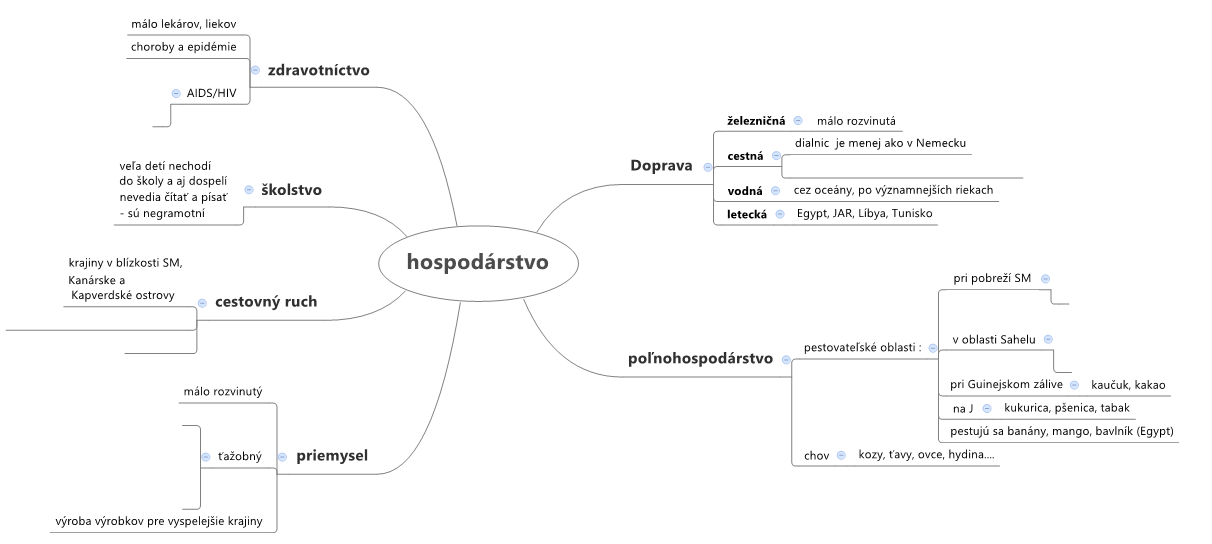 málo lekárov, liekov
choroby a epidémie
zdravotníctvo
AIDS/HIV
veľa detí nechodí
do školy a aj dospelí
nevedia čítať a písať
- sú negramotní
školstvo
krajiny v blízkosti SM,
Kanárske a
Kapverdské ostrovy
cestovný ruch
málo rozvinutý
ťažobný
priemysel
výroba výrobkov pre vyspelejšie krajiny
hospodárstvo
Doprava
železničná málo rozvinutá
cestná
dialnic je menej ako v Nemecku
vodná cez oceány, po významnejších riekach
letecká Egypt, JAR, Líbya, Tunisko
poľnohospodárstvo
pestovateľské oblasti :
pri pobreží SM
v oblasti Sahelu
pri Guinejskom zálive kaučuk, kakao
na J kukurica, pšenica, tabak
pestujú sa banány, mango, bavlník (Egypt)
chov kozy, ťavy, ovce, hydina....